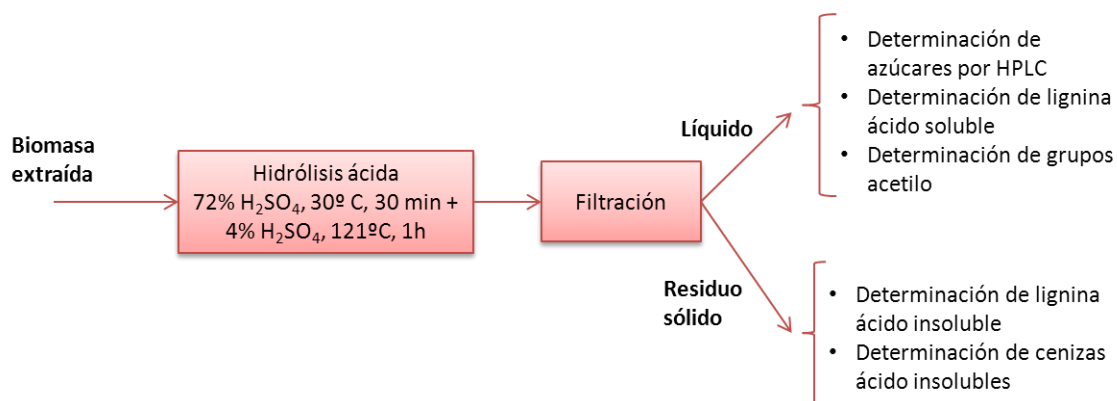 Biomasa
extraída
Hidrólisis ácida
72% H₂SO₄, 30º C, 30 min +
4% H₂SO₄, 121ºC, 1h
Filtración
Líquido
• Determinación de
azúcares por HPLC
• Determinación de lignina
ácido soluble
• Determinación de grupos
acetilo
Residuo
sólido
• Determinación de lignina
ácido insoluble
• Determinación de cenizas
ácido insolubles